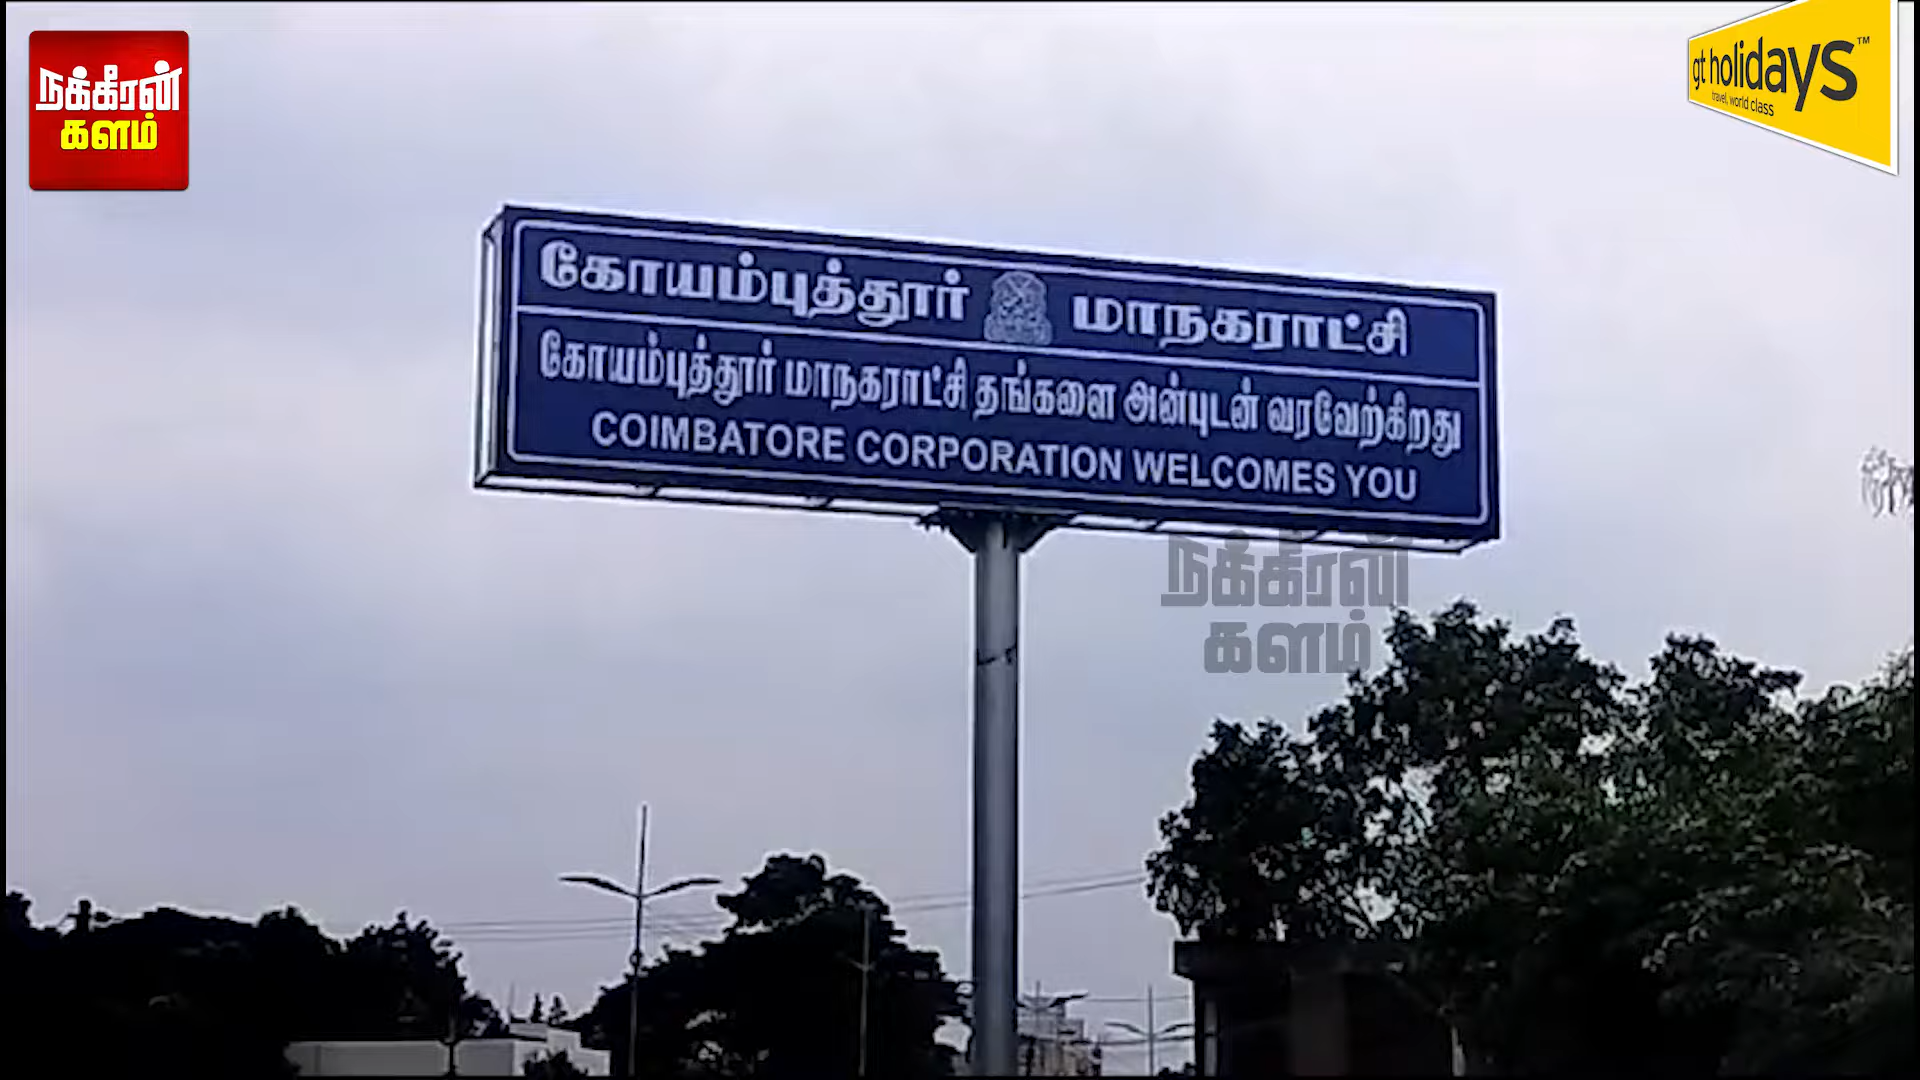 நக்கீரன்
களம்
gt holidays™
travel, world class
கோயம்புத்தூர் மாநகராட்சி
கோயம்புத்தூர் மாநகராட்சி தங்களை அன்புடன் வரவேற்கிறது
COIMBATORE CORPORATION WELCOMES YOU
நக்கீரன்
களம்